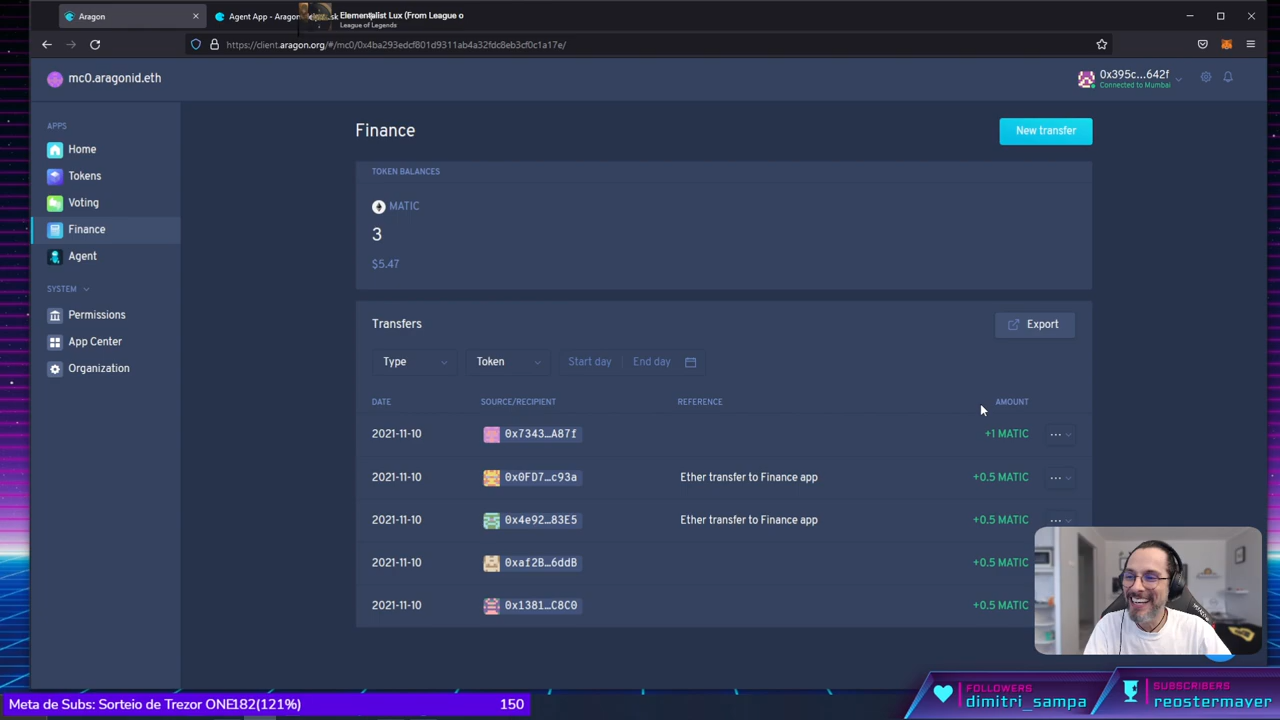 Aragon
Agent App - Aragon
sk
Elementalist Lux (From League o
League of Legends
https://client.aragon.org/#/mc0/0x4ba293edcf801d9311ab4a32fdc8eb3cf0c1a17e/
mc0.aragonid.eth
0x395c...642f
Connected to Mumbai
APPS
Home
Tokens
Voting
Finance
Agent
SYSTEM
Permissions
App Center
Organization
Finance
New transfer
TOKEN BALANCES
MATIC
3
$5.47
Transfers
Export
Type
Token
Start day
End day
DATE SOURCE/RECIPIENT REFERENCE AMOUNT
2021-11-10 0x7343…A87f +1 MATIC
2021-11-10 0x0FD7…c93a Ether transfer to Finance app +0.5 MATIC
2021-11-10 0x4e92…83E5 Ether transfer to Finance app +0.5 MATIC
2021-11-10 0xaf2B…6ddB +0.5 MATIC
2021-11-10 0x1381…C8C0 +0.5 MATIC
Meta de Subs: Sorteio de Trezor ONE182(121%) 150
FOLLOWERS
dimitri_sampa
SUBSCRIBERS
reostermayer